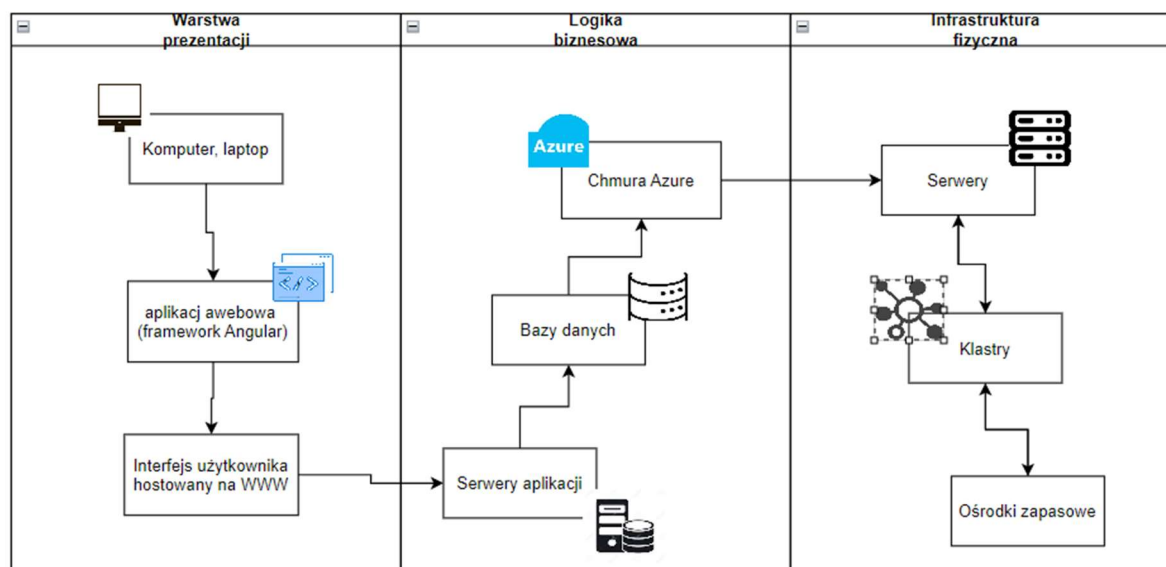 Warstwa
prezentacji
Logika
biznesowa
Infrastruktura
fizyczna
Komputer, laptop
aplikacj awebowa
(framework Angular)
Interfejs użytkownika
hostowany na WWW
Azure
Chmura Azure
Bazy danych
Serwery aplikacji
Serwery
Klastry
Ośrodki zapasowe